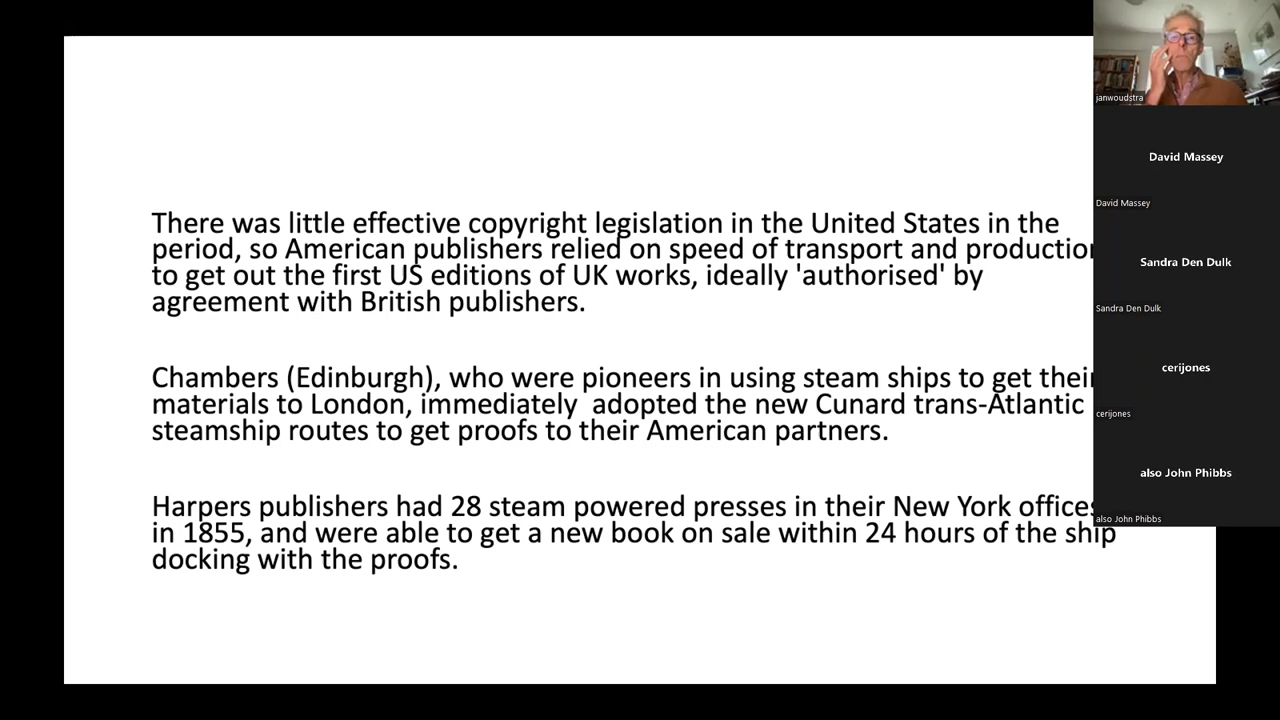 There was little effective copyright legislation in the United States in the
period, so American publishers relied on speed of transport and production
to get out the first US editions of UK works, ideally 'authorised' by
agreement with British publishers.
Chambers (Edinburgh), who were pioneers in using steam ships to get their
materials to London, immediately  adopted the new Cunard trans-Atlantic
steamship routes to get proofs to their American partners.
Harpers publishers had 28 steam powered presses in their New York offices
in 1855, and were able to get a new book on sale within 24 hours of the ship
docking with the proofs.
janwoudstra
David Massey
David Massey
Sandra Den Dulk
Sandra Den Dulk
cerijones
cerijones
also John Phibbs
also John Phibbs